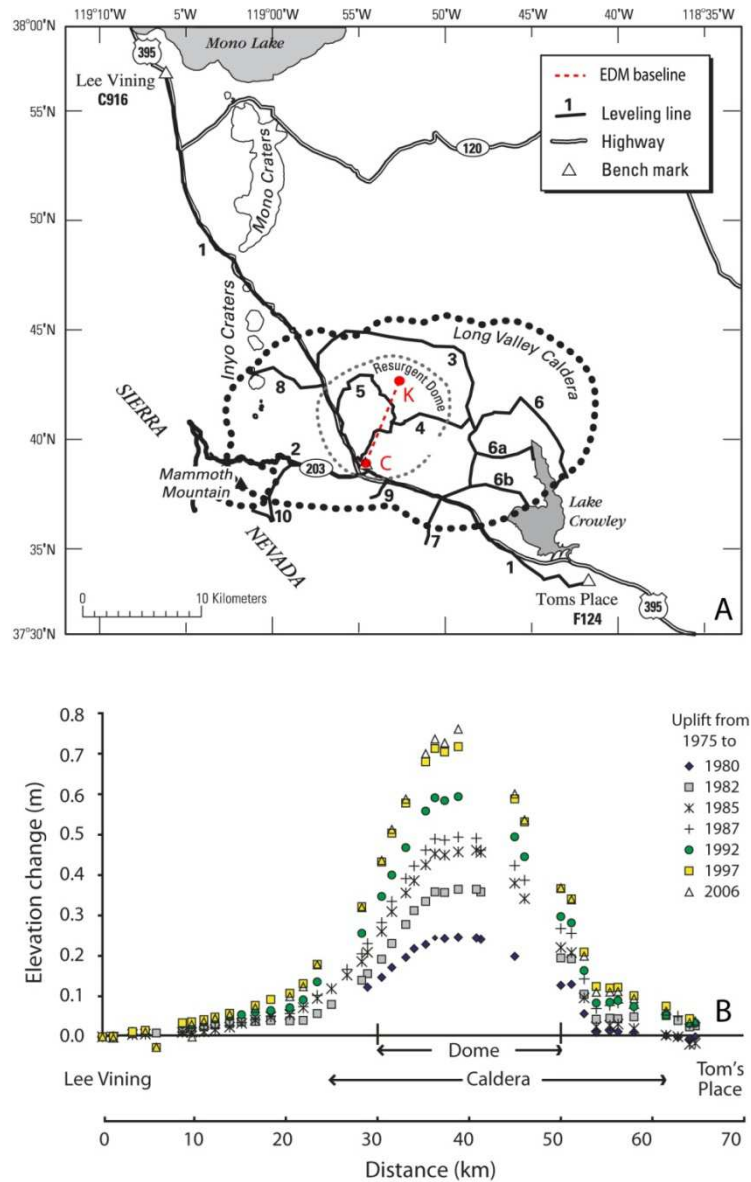 119°10'W 5'W 119°00'W 55'W 50'W 40'W 118°35'W
38°00'N
Mono Lake
395
Lee Vining
C916
EDM baseline
1 Leveling line
Highway
Bench mark
55'N
120
Mono Craters
50'N
1
Inyo Craters
45'N
Long Valley Caldera
3
Resurgent Dome
8
5
K
6
SIERRA
4
40'N
2
6a
203
C
Mammoth
Mountain
6b
9
Lake
Crowley
10
NEVADA
7
35'N
1
0 10 Kilometers
Toms Place
F124
395
A
37°30'N
0.8
0.7
0.6
0.5
0.4
0.3
0.2
0.1
0.0
Elevation change (m)
Uplift from
1975 to
1980
1982
1985
1987
1992
1997
2006
B
Dome
Lee Vining
Caldera
Tom's
Place
0 10 20 30 40 50 60 70
Distance (km)